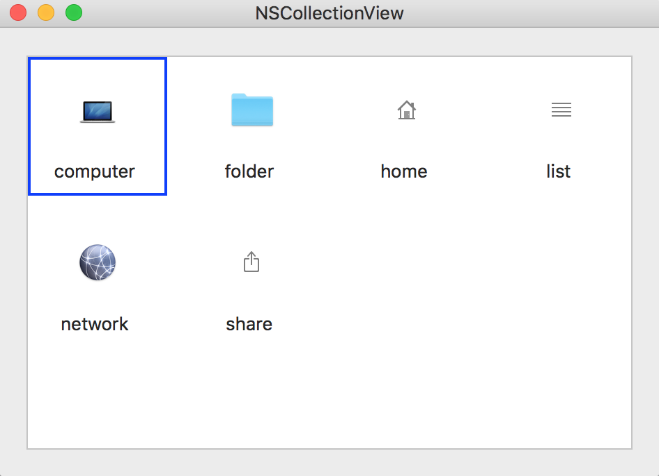 NSCollectionView
computer folder home list
network share